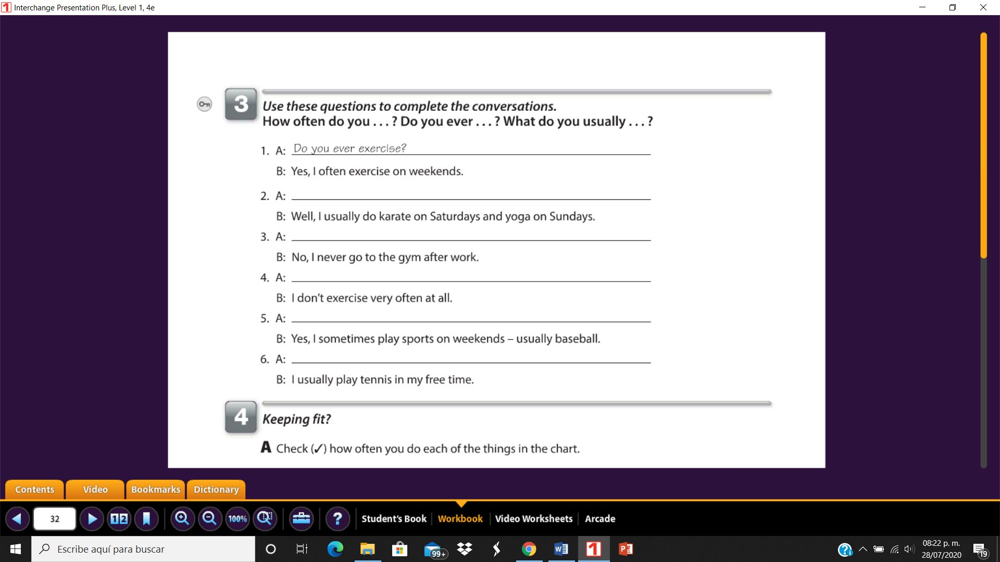 Interchange Presentation Plus, Level 1, 4e
3
Use these questions to complete the conversations.
How often do you . . . ? Do you ever . . . ? What do you usually . . . ?
1. A: Do you ever exercise?
B: Yes, I often exercise on weekends.
2. A:
B: Well, I usually do karate on Saturdays and yoga on Sundays.
3. A:
B: No, I never go to the gym after work.
4. A:
B: I don't exercise very often at all.
5. A:
B: Yes, I sometimes play sports on weekends – usually baseball.
6. A:
B: I usually play tennis in my free time.
4
Keeping fit?
A Check (✓) how often you do each of the things in the chart.
Contents Video Bookmarks Dictionary
32 12 100% ? Student's Book Workbook Video Worksheets Arcade
Escribe aquí para buscar 99+ 1 08:22 p. m.
28/07/2020 19